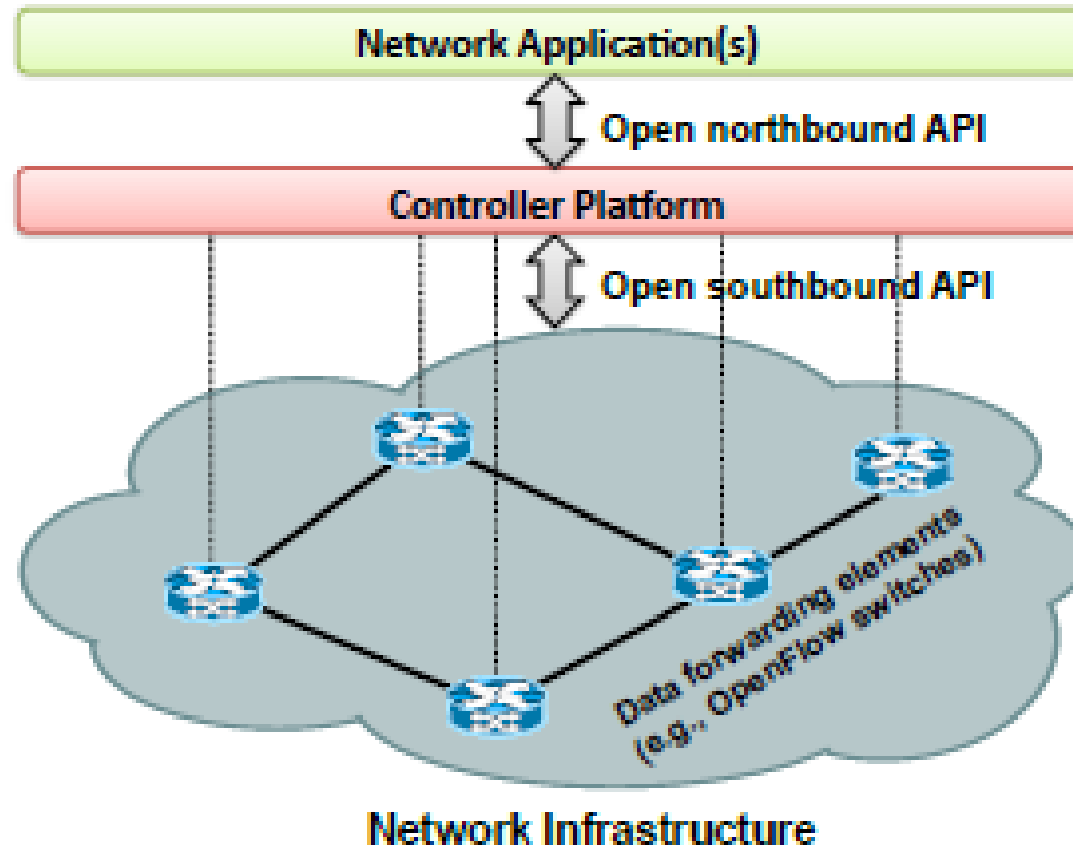 Network Application(s)
Open northbound API
Controller Platform
Open southbound API
Data forwarding elements
(e.g., OpenFlow switches)
Network Infrastructure